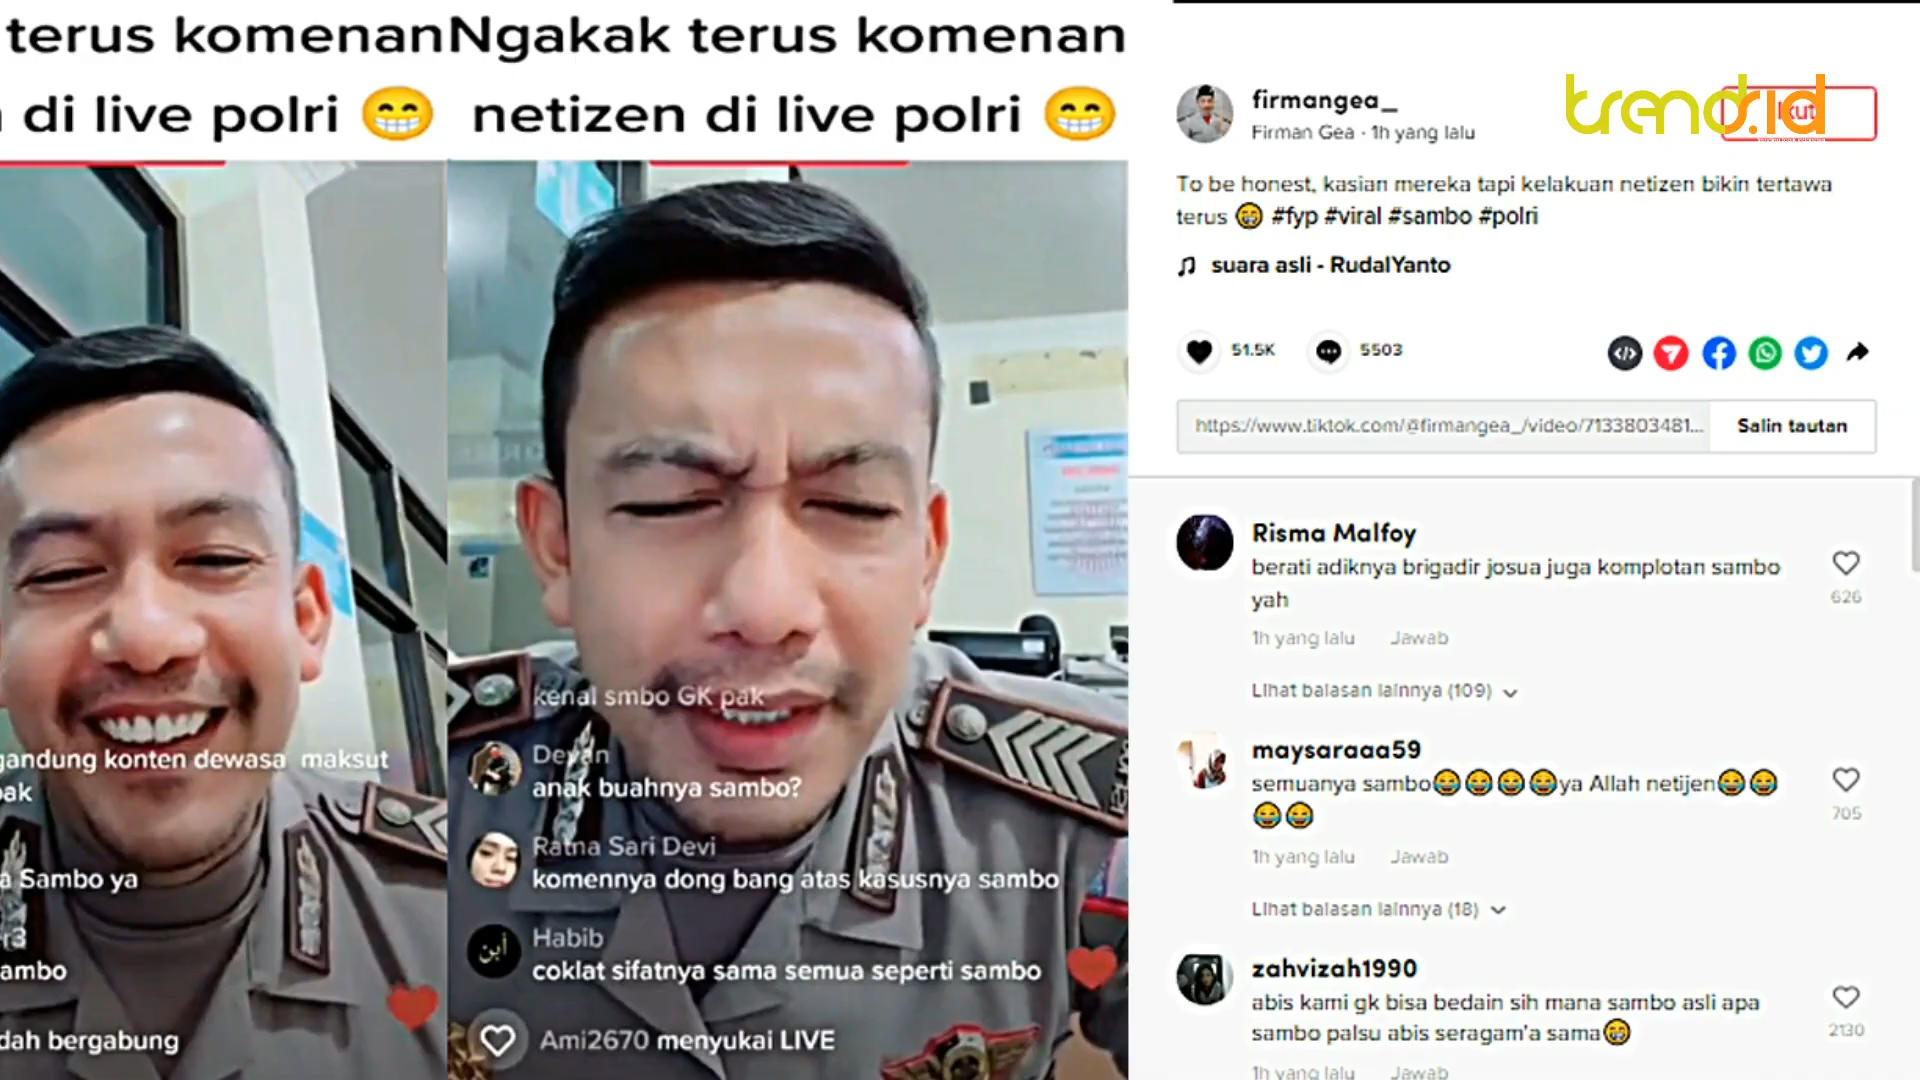 terus komenan
di live polri 😁
gandung konten dewasa maksut
ak
a Sambo ya
r3
ambo
dah bergabung
Ngakak terus komenan
netizen di live polri 😁
kenal smbo GK pak
Devan
anak buahnya sambo?
Ratna Sari Devi
komennya dong bang atas kasusnya sambo
Habib
coklat sifatnya sama semua seperti sambo
Ami2670 menyukai LIVE
firmangea_
Firman Gea · 1h yang lalu
trends.id
Ikuti
To be honest, kasian mereka tapi kelakuan netizen bikin tertawa
terus 😂 #fyp #viral #sambo #polri
suara asli - RudalYanto
51.5K
5503
https://www.tiktok.com/@firmangea_/video/7133803481...
Salin tautan
Risma Malfoy
berati adiknya brigadir josua juga komplotan sambo
yah
626
1h yang lalu Jawab
Lihat balasan lainnya (109)
maysaraaa59
semuanya sambo😂😂😂😂ya Allah netijen😂😂
😂😂
705
1h yang lalu Jawab
Lihat balasan lainnya (18)
zahvizah1990
abis kami gk bisa bedain sih mana sambo asli apa
sambo palsu abis seragam'a sama😂
2130
1h yang lalu Jawab